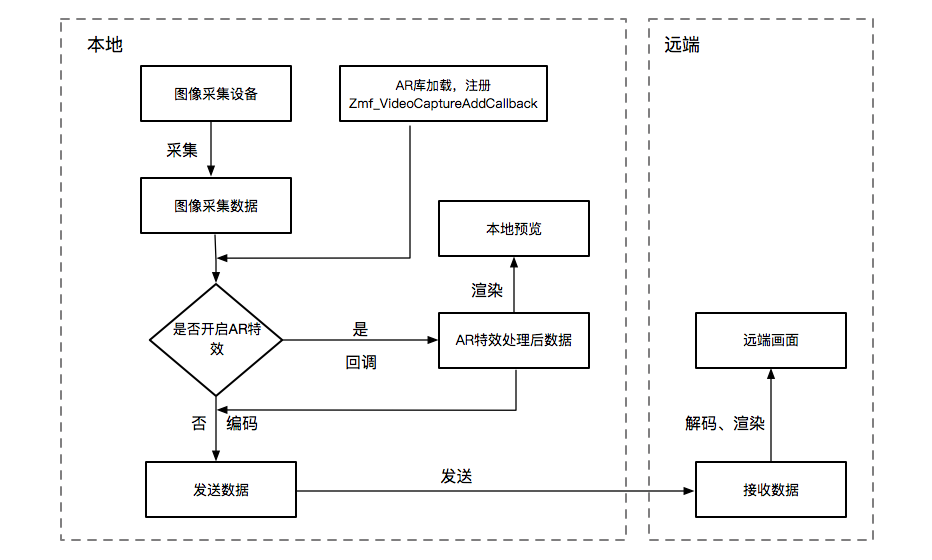 本地
远端
图像采集设备
AR库加载，注册
Zmf_VideoCaptureAddCallback
采集
图像采集数据
本地预览
渲染
是否开启AR特
效
是
回调
AR特效处理后数据
远端画面
否
编码
解码、渲染
发送数据
发送
接收数据